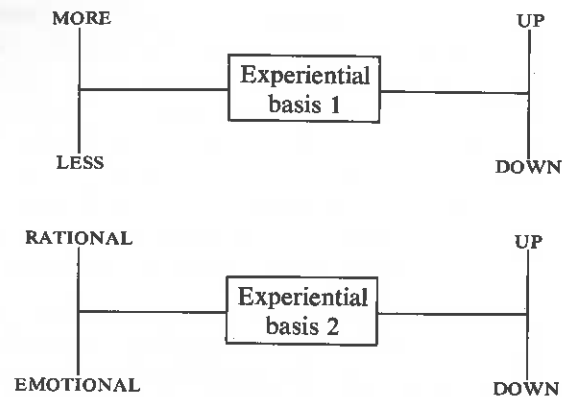 MORE
UP
Experiential
basis 1
LESS
DOWN
RATIONAL
UP
Experiential
basis 2
EMOTIONAL
DOWN